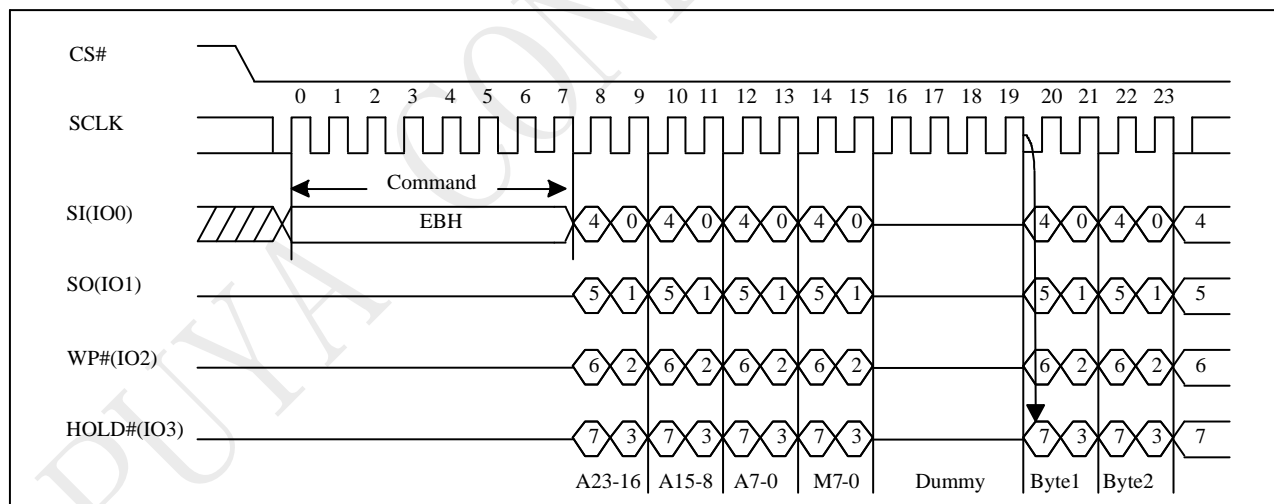 CS#
0 1 2 3 4 5 6 7 8 9 10 11 12 13 14 15 16 17 18 19 20 21 22 23
SCLK
Command
SI(IO0) EBH 4 0 4 0 4 0 4 0 4 0 4 0 4
SO(IO1) 5 1 5 1 5 1 5 1 5 1 5 1 5
WP#(IO2) 6 2 6 2 6 2 6 2 6 2 6 2 6
HOLD#(IO3) 7 3 7 3 7 3 7 3 7 3 7 3 7
A23-16 A15-8 A7-0 M7-0 Dummy Byte1 Byte2
PUYA CON